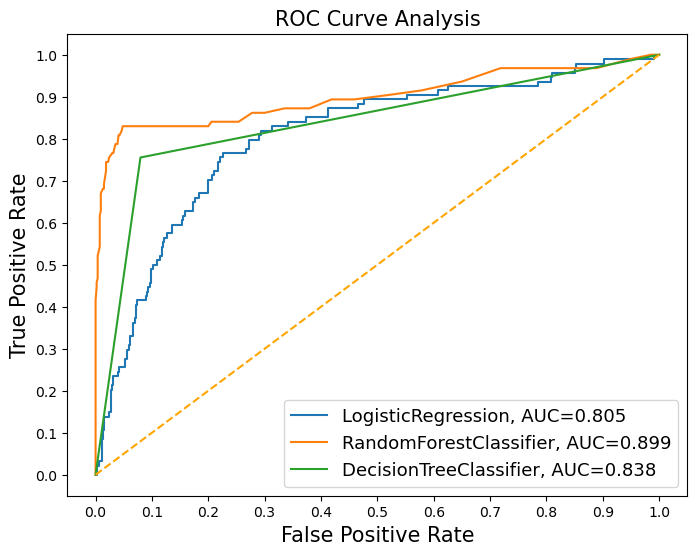 ROC Curve Analysis
True Positive Rate
1.0
0.9
0.8
0.7
0.6
0.5
0.4
0.3
0.2
0.1
0.0
LogisticRegression, AUC=0.805
RandomForestClassifier, AUC=0.899
DecisionTreeClassifier, AUC=0.838
0.0 0.1 0.2 0.3 0.4 0.5 0.6 0.7 0.8 0.9 1.0
False Positive Rate